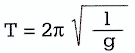 T = 2π √(l/g)